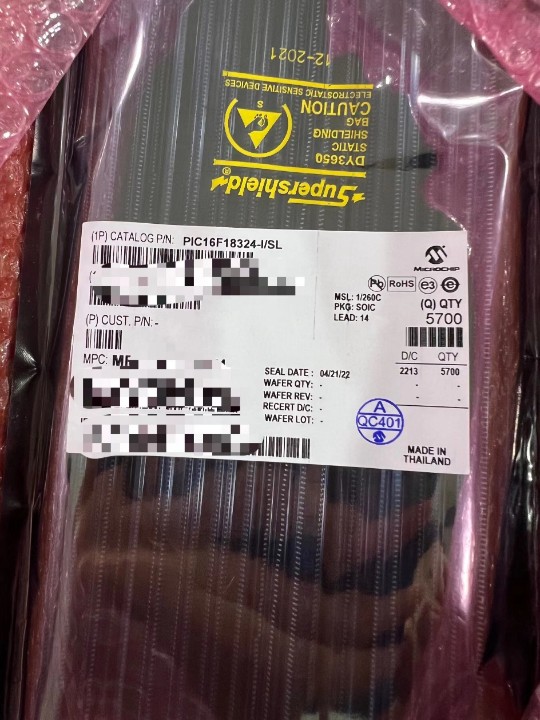 12-2021
ELECTROSTATIC SENSITIVE DEVICES
CAUTION
BAG
SHIELDING
STATIC
DY3650
S
Supershield®
(1P) CATALOG P/N: PIC16F18324-I/SL
MICROCHIP
Pb RoHS e3 e
MSL: 1/260C
PKG: SOIC
LEAD: 14
(Q) QTY
5700
(P) CUST. P/N: -
D/C QTY
2213 5700
- -
- -
MPC:
SEAL DATE : 04/21/22
WAFER QTY: -
WAFER REV: -
RECERT D/C: -
WAFER LOT: -
A
QC401
MADE IN
THAILAND